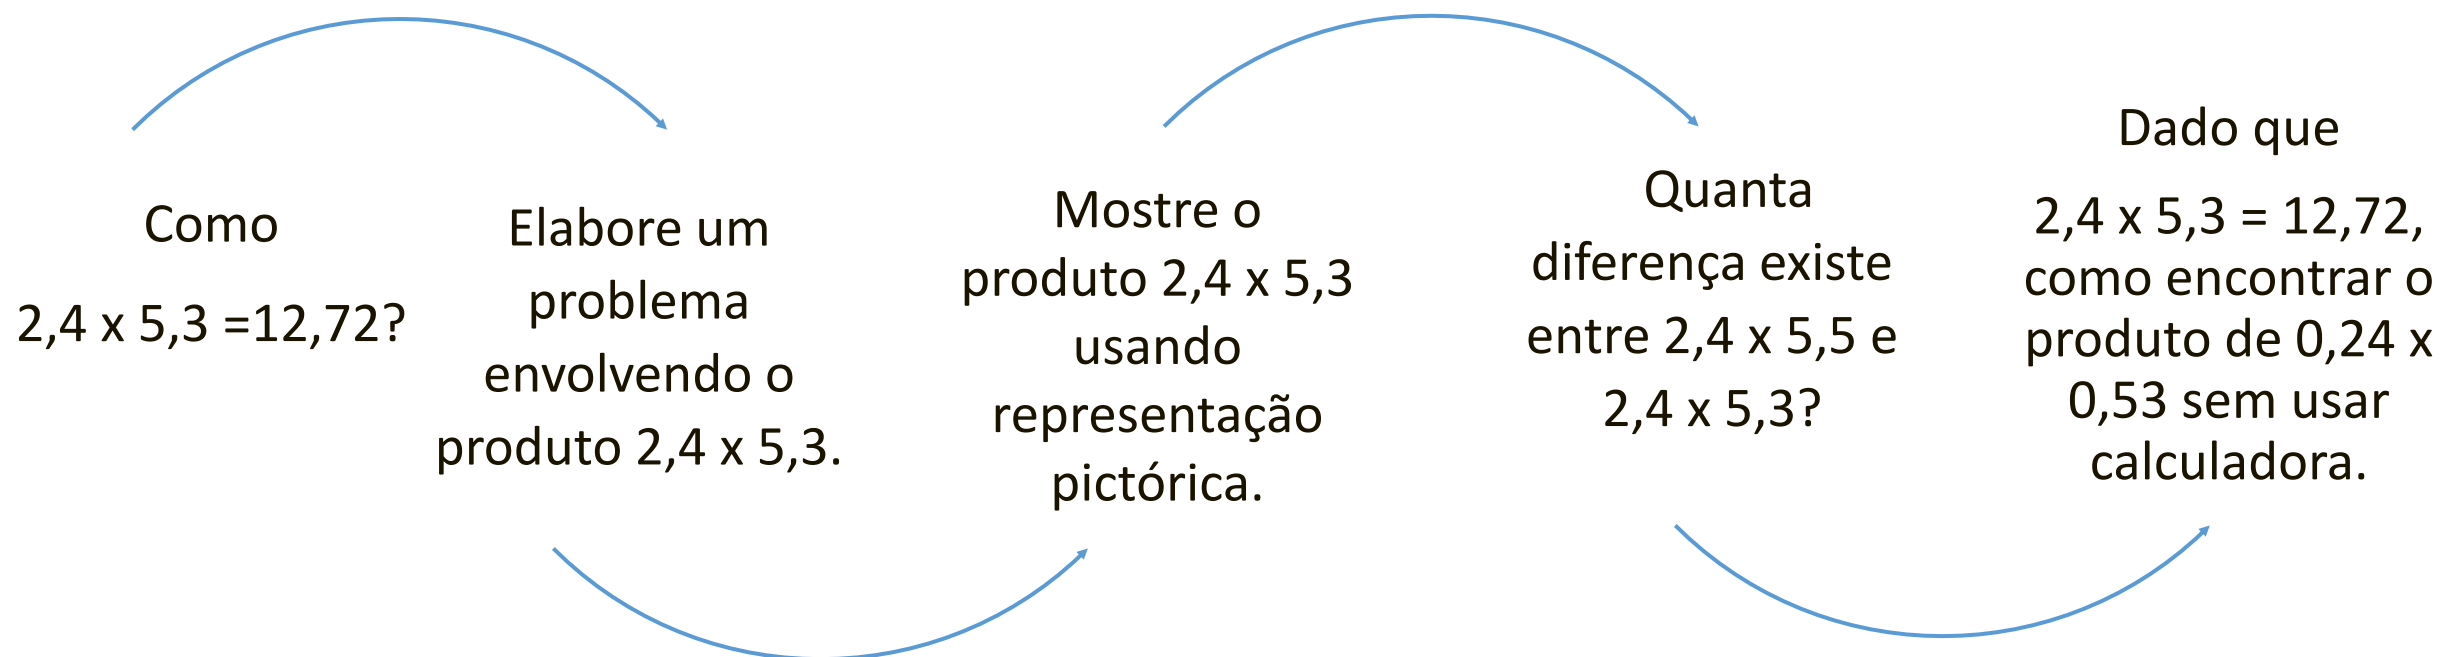 Como
2,4 x 5,3 =12,72?
Elabore um
problema
envolvendo o
produto 2,4 x 5,3.
Mostre o
produto 2,4 x 5,3
usando
representação
pictórica.
Quanta
diferença existe
entre 2,4 x 5,5 e
2,4 x 5,3?
Dado que
2,4 x 5,3 = 12,72,
como encontrar o
produto de 0,24 x
0,53 sem usar
calculadora.